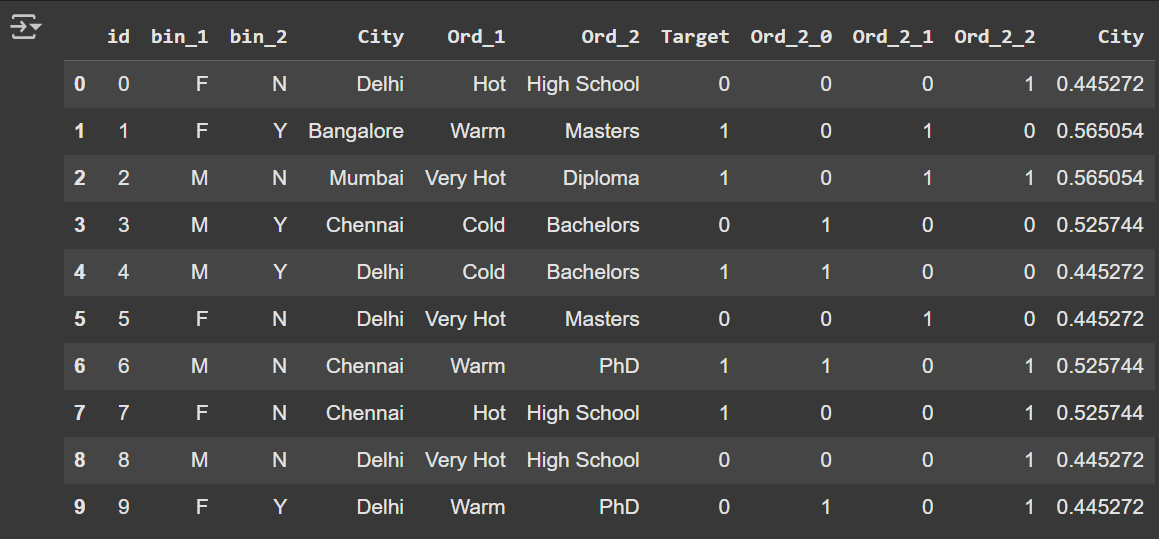 id bin_1 bin_2 City Ord_1 Ord_2 Target Ord_2_0 Ord_2_1 Ord_2_2 City
0 0 F N Delhi Hot High School 0 0 0 1 0.445272
1 1 F Y Bangalore Warm Masters 1 0 1 0 0.565054
2 2 M N Mumbai Very Hot Diploma 1 0 1 1 0.565054
3 3 M Y Chennai Cold Bachelors 0 1 0 0 0.525744
4 4 M Y Delhi Cold Bachelors 1 1 0 0 0.445272
5 5 F N Delhi Very Hot Masters 0 0 1 0 0.445272
6 6 M N Chennai Warm PhD 1 1 0 1 0.525744
7 7 F N Chennai Hot High School 1 0 0 1 0.525744
8 8 M N Delhi Very Hot High School 0 0 0 1 0.445272
9 9 F Y Delhi Warm PhD 0 1 0 1 0.445272